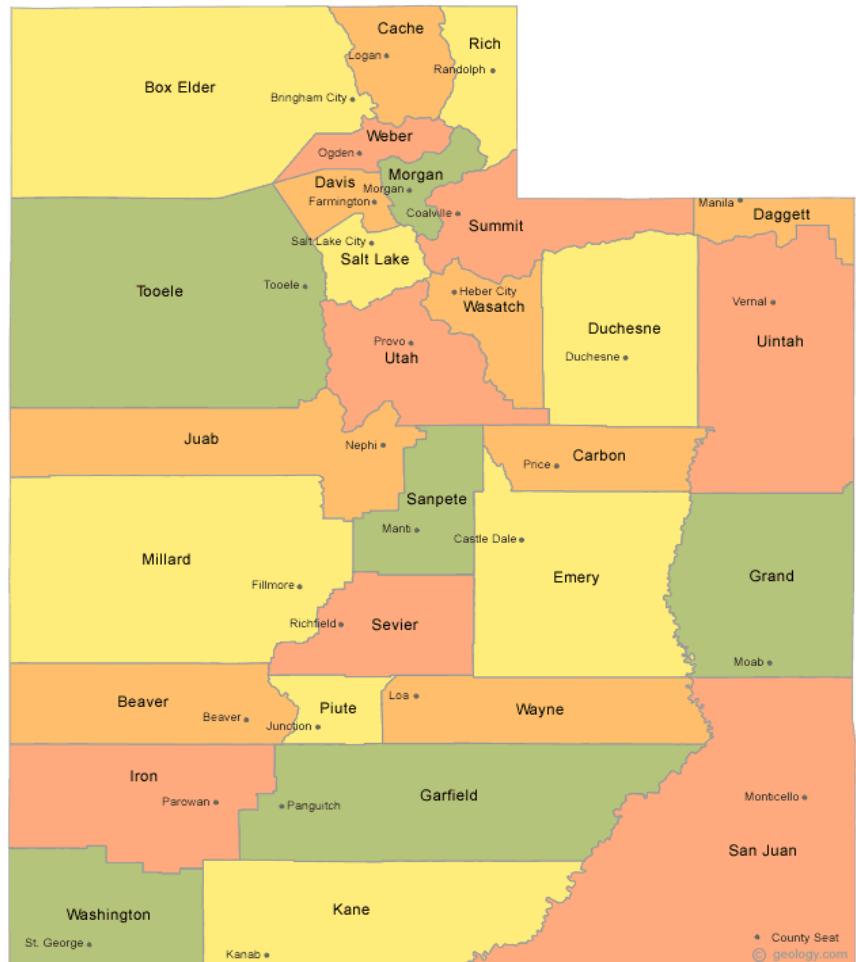 Cache
Rich
Logan
Randolph
Box Elder
Bringham City
Weber
Ogden
Morgan
Davis
Morgan
Farmington
Manila
Daggett
Coalville
Summit
Salt Lake City
Salt Lake
Tooele
Tooele
Heber City
Wasatch
Vernal
Duchesne
Uintah
Provo
Utah
Duchesne
Juab
Nephi
Carbon
Price
Sanpete
Manti
Castle Dale
Millard
Emery
Grand
Fillmore
Richfield
Sevier
Moab
Beaver
Loa
Piute
Wayne
Beaver
Junction
Iron
Parowan
Panguitch
Garfield
Monticello
San Juan
Kane
Washington
St. George
Kanab
County Seat
© geology.com